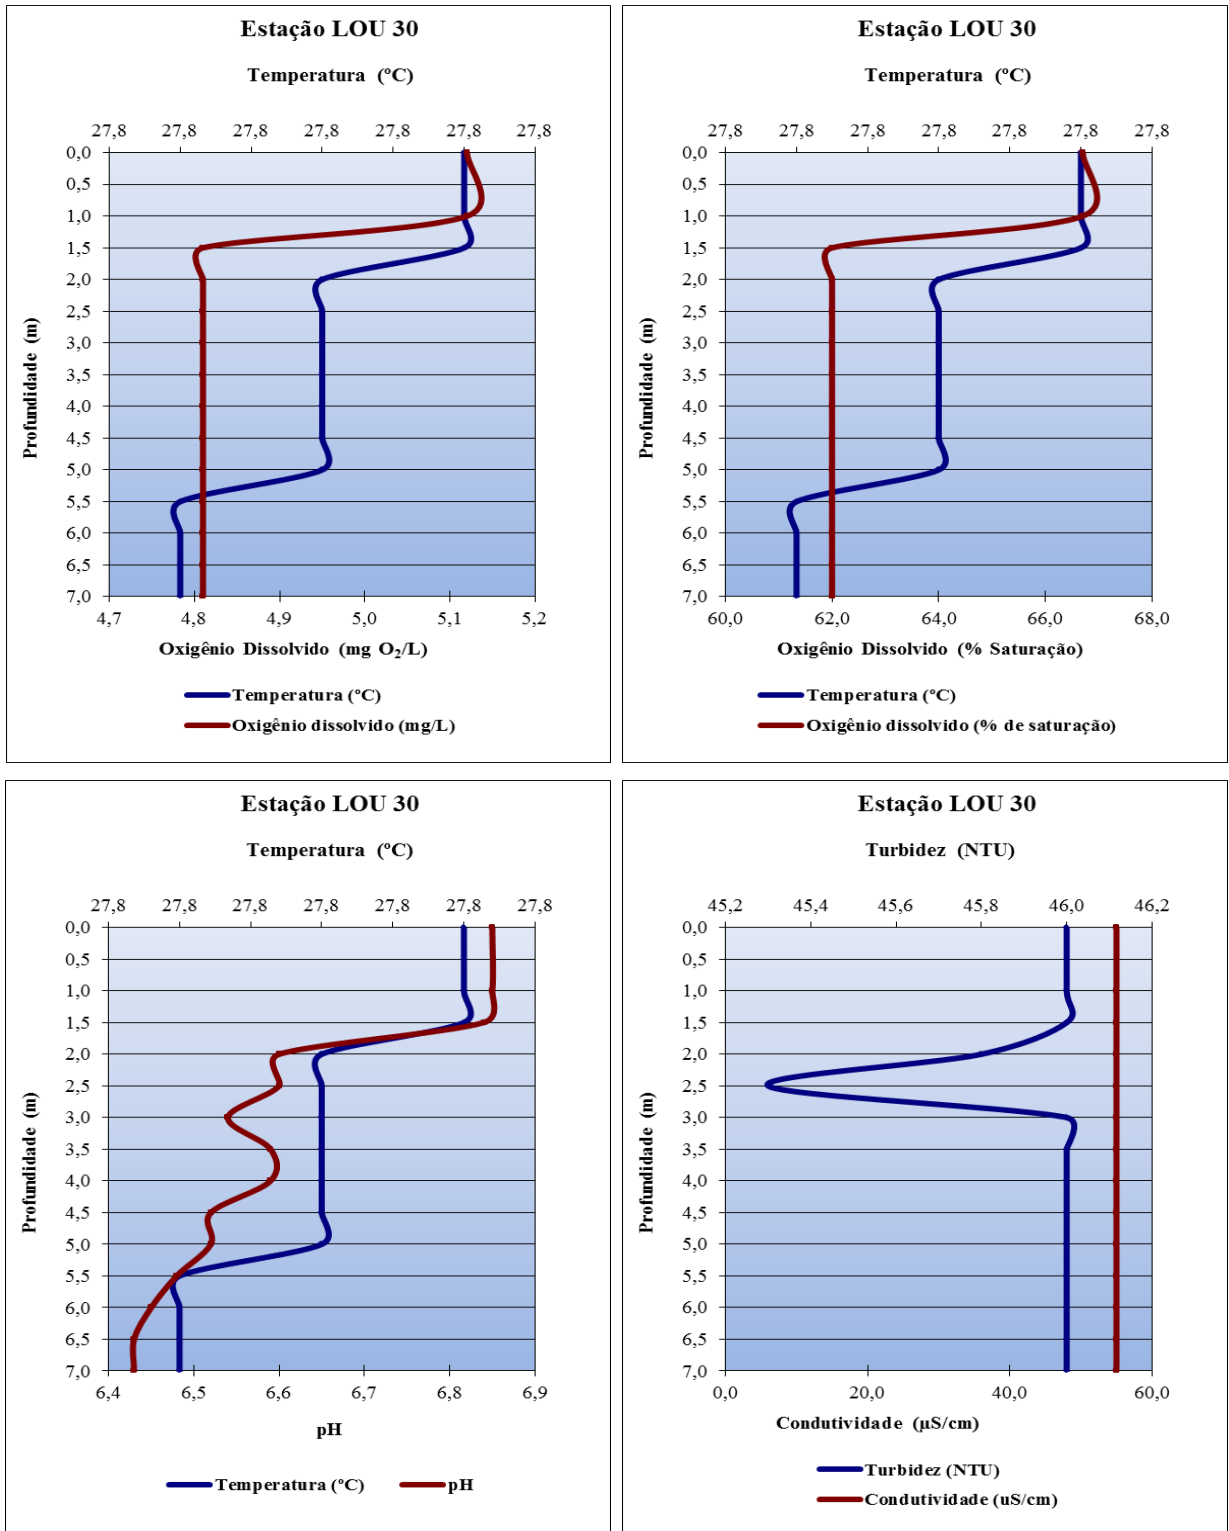 Estação LOU 30
Temperatura (ºC)
27,8 27,8 27,8 27,8 27,8 27,8 27,8
0,0
0,5
1,0
1,5
2,0
2,5
3,0
3,5
4,0
4,5
5,0
5,5
6,0
6,5
7,0
Profundidade (m)
4,7 4,8 4,9 5,0 5,1 5,2
Oxigênio Dissolvido (mg O₂/L)
Temperatura (ºC)
Oxigênio dissolvido (mg/L)
Estação LOU 30
Temperatura (ºC)
27,8 27,8 27,8 27,8 27,8 27,8 27,8
0,0
0,5
1,0
1,5
2,0
2,5
3,0
3,5
4,0
4,5
5,0
5,5
6,0
6,5
7,0
Profundidade (m)
60,0 62,0 64,0 66,0 68,0
Oxigênio Dissolvido (% Saturação)
Temperatura (ºC)
Oxigênio dissolvido (% de saturação)
Estação LOU 30
Temperatura (ºC)
27,8 27,8 27,8 27,8 27,8 27,8 27,8
0,0
0,5
1,0
1,5
2,0
2,5
3,0
3,5
4,0
4,5
5,0
5,5
6,0
6,5
7,0
Profundidade (m)
6,4 6,5 6,6 6,7 6,8 6,9
pH
Temperatura (ºC) pH
Estação LOU 30
Turbidez (NTU)
45,2 45,4 45,6 45,8 46,0 46,2
0,0
0,5
1,0
1,5
2,0
2,5
3,0
3,5
4,0
4,5
5,0
5,5
6,0
6,5
7,0
Profundidade (m)
0,0 20,0 40,0 60,0
Condutividade (µS/cm)
Turbidez (NTU)
Condutividade (uS/cm)